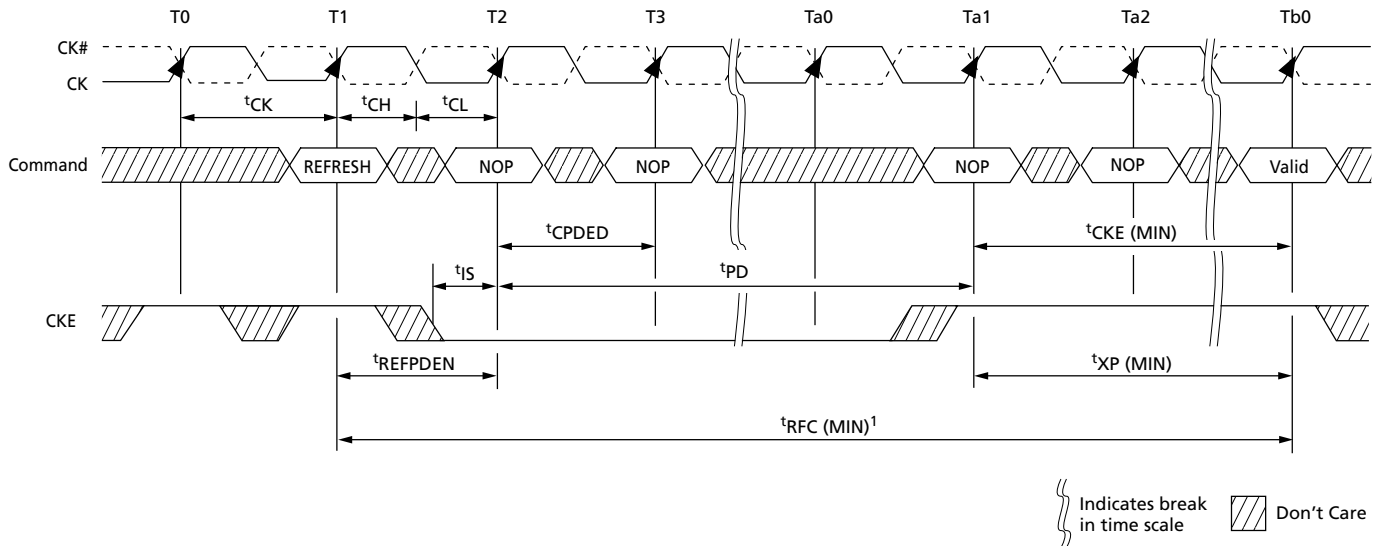 T0 T1 T2 T3 Ta0 Ta1 Ta2 Tb0
CK#
CK
tCK tCH tCL
Command REFRESH NOP NOP NOP NOP Valid
tCPDED tCKE (MIN)
tIS tPD
CKE
tREFPDEN tXP (MIN)
tRFC (MIN)1
Indicates break
in time scale
Don't Care